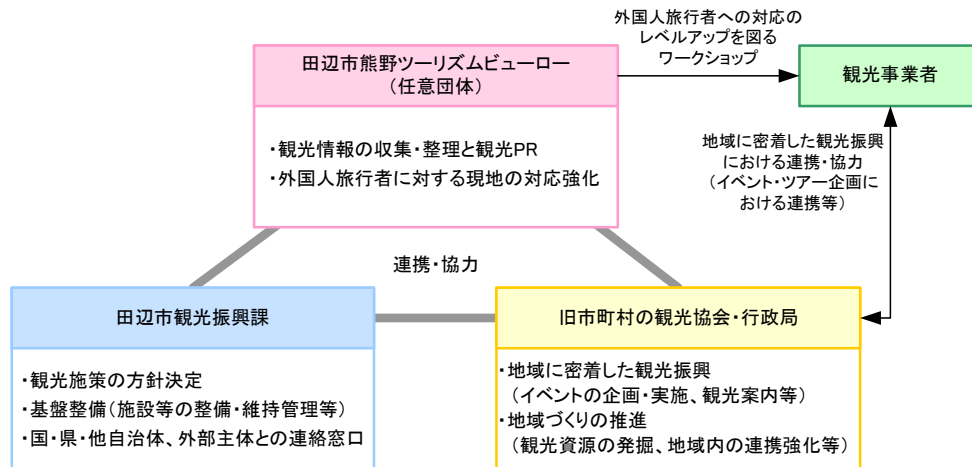 外国人旅行者への対応の
レベルアップを図る
ワークショップ
田辺市熊野ツーリズムビューロー
（任意団体）
観光事業者
・観光情報の収集・整理と観光PR
・外国人旅行者に対する現地の対応強化
地域に密着した観光振興
における連携・協力
（イベント・ツアー企画に
おける連携等）
連携・協力
田辺市観光振興課
旧市町村の観光協会・行政局
・観光施策の方針決定
・基盤整備（施設等の整備・維持管理等）
・国・県・他自治体、外部主体との連絡窓口
・地域に密着した観光振興
（イベントの企画・実施、観光案内等）
・地域づくりの推進
（観光資源の発掘、地域内の連携強化等）